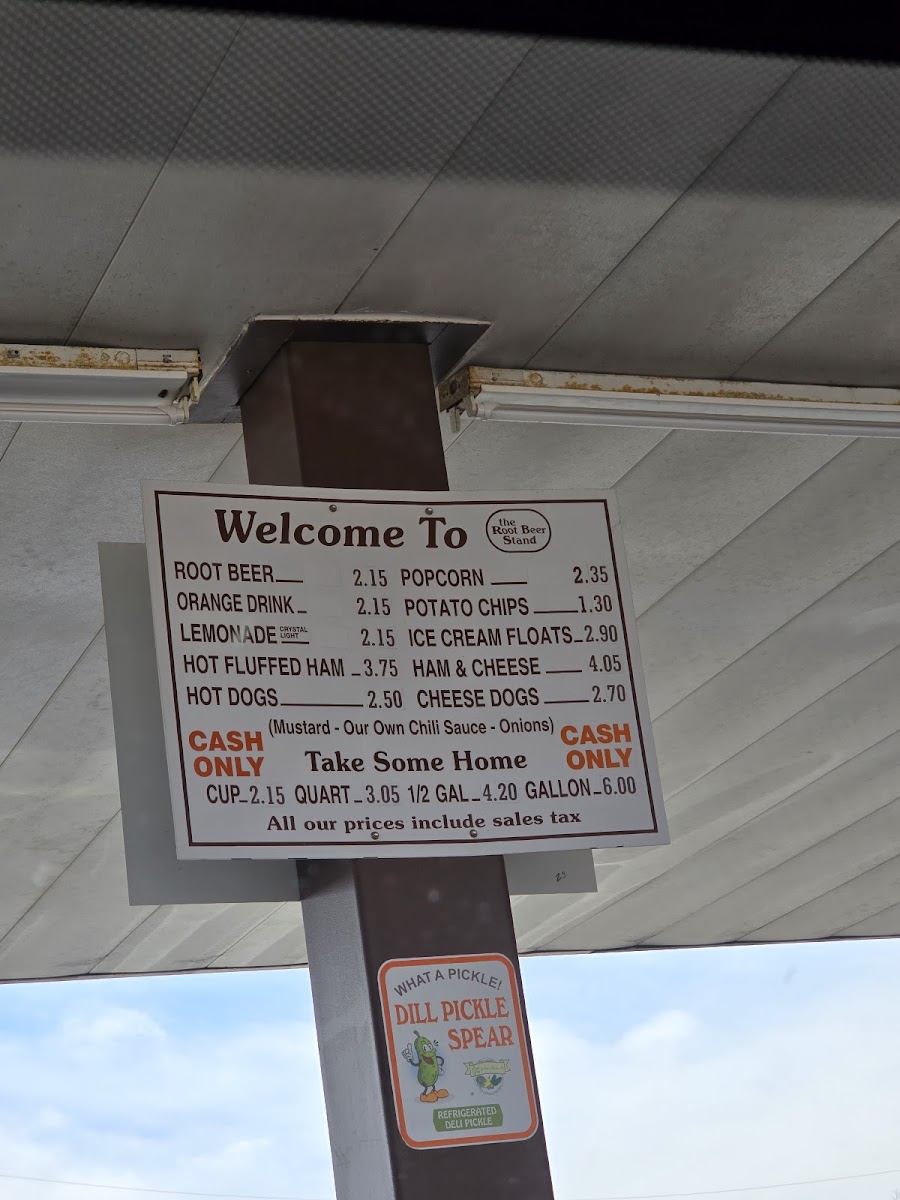 Welcome To
the
Root Beer
Stand
ROOT BEER 2.15 POPCORN 2.35
ORANGE DRINK 2.15 POTATO CHIPS 1.30
LEMONADE CRYSTAL LIGHT 2.15 ICE CREAM FLOATS 2.90
HOT FLUFFED HAM 3.75 HAM & CHEESE 4.05
HOT DOGS 2.50 CHEESE DOGS 2.70
(Mustard - Our Own Chili Sauce - Onions)
CASH
ONLY
CASH
ONLY
Take Some Home
CUP 2.15 QUART 3.05 1/2 GAL 4.20 GALLON 6.00
All our prices include sales tax
WHAT A PICKLE!
DILL PICKLE
SPEAR
REFRIGERATED
DELI PICKLE